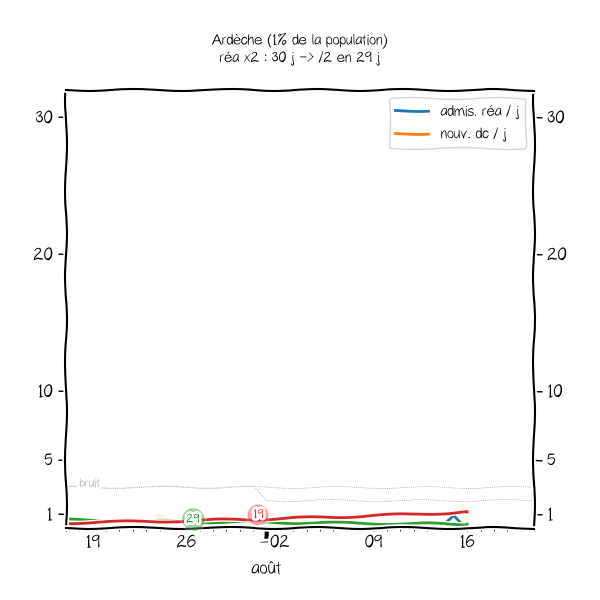 Ardèche (1% de la population)
réa x2 : 30 j -> /2 en 29 j
admis. réa / j
nouv. dc / j
30
30
20
20
10
10
5
5
bruit
1
29
19
1
19
26
02
09
16
août